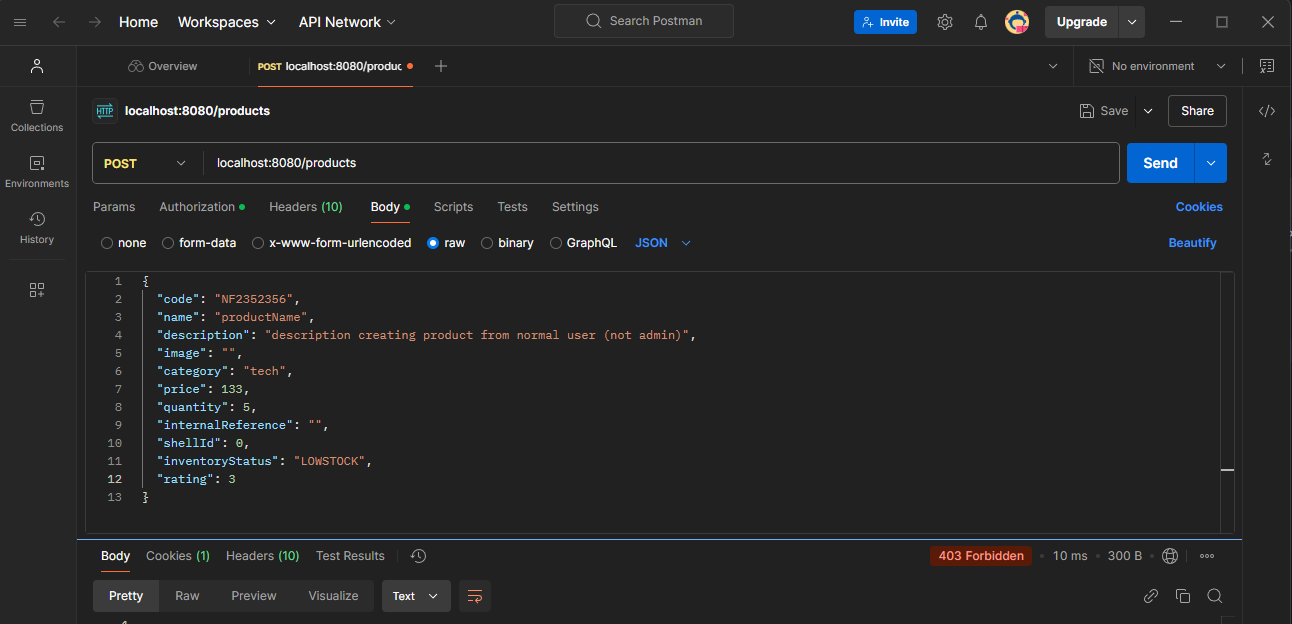 Home Workspaces API Network Search Postman Invite Upgrade
Overview POST localhost:8080/produc No environment
HTTP localhost:8080/products Save Share
Collections
POST localhost:8080/products Send
Environments
Params Authorization Headers (10) Body Scripts Tests Settings Cookies
History
none form-data x-www-form-urlencoded raw binary GraphQL JSON Beautify
1 {
2 "code": "NF2352356",
3 "name": "productName",
4 "description": "description creating product from normal user (not admin)",
5 "image": "",
6 "category": "tech",
7 "price": 133,
8 "quantity": 5,
9 "internalReference": "",
10 "shellId": 0,
11 "inventoryStatus": "LOWSTOCK",
12 "rating": 3
13 }
Body Cookies (1) Headers (10) Test Results 403 Forbidden 10 ms 300 B
Pretty Raw Preview Visualize Text